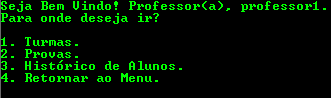 Seja Bem Vindo! Professor(a), professor1.
Para onde deseja ir?
1. Turmas.
2. Provas.
3. Histórico de Alunos.
4. Retornar ao Menu.